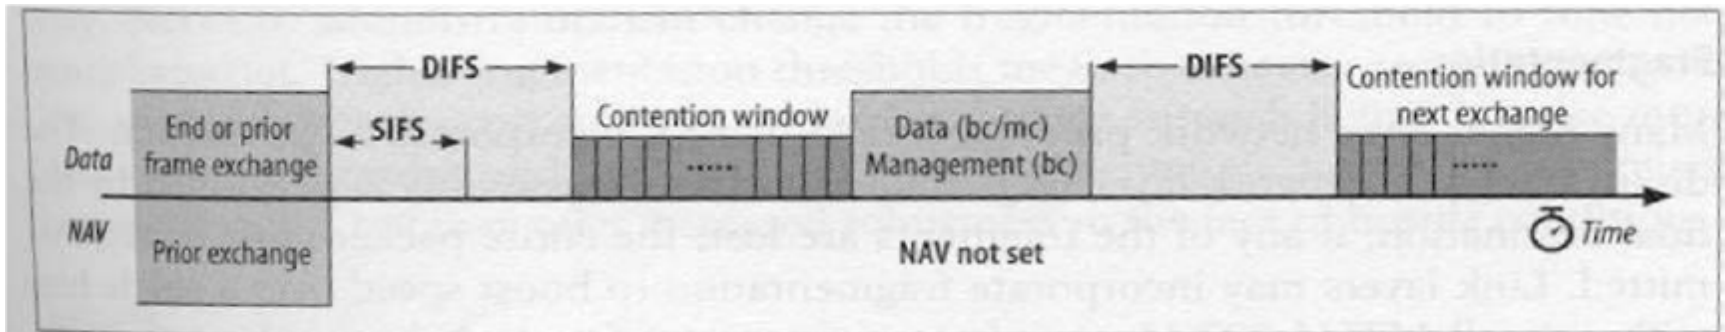 DIFS
DIFS
Contention window for
next exchange
Contention window
End or prior
frame exchange
SIFS
Data (bc/mc)
Management (bc)
Data
.....
.....
NAV
Prior exchange
NAV not set
Time